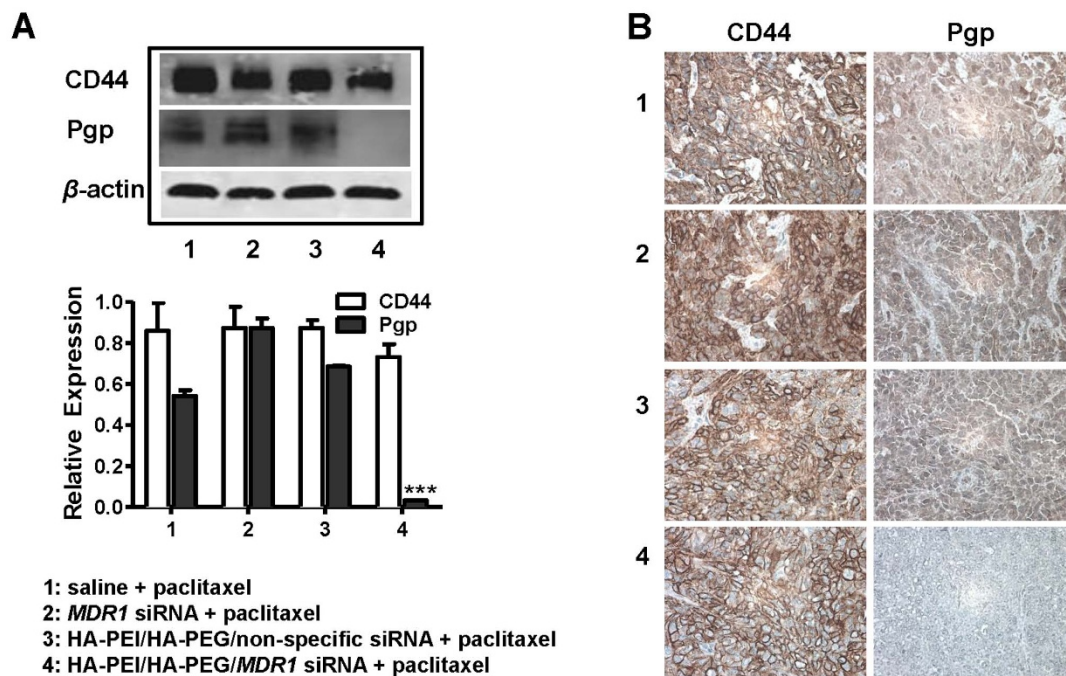 A
CD44
Pgp
β-actin
1 2 3 4
Relative Expression
1.0
0.8
0.6
0.4
0.2
0.0
CD44
Pgp
***
1 2 3 4
1: saline + paclitaxel
2: MDR1 siRNA + paclitaxel
3: HA-PEI/HA-PEG/non-specific siRNA + paclitaxel
4: HA-PEI/HA-PEG/MDR1 siRNA + paclitaxel
B
CD44 Pgp
1
2
3
4